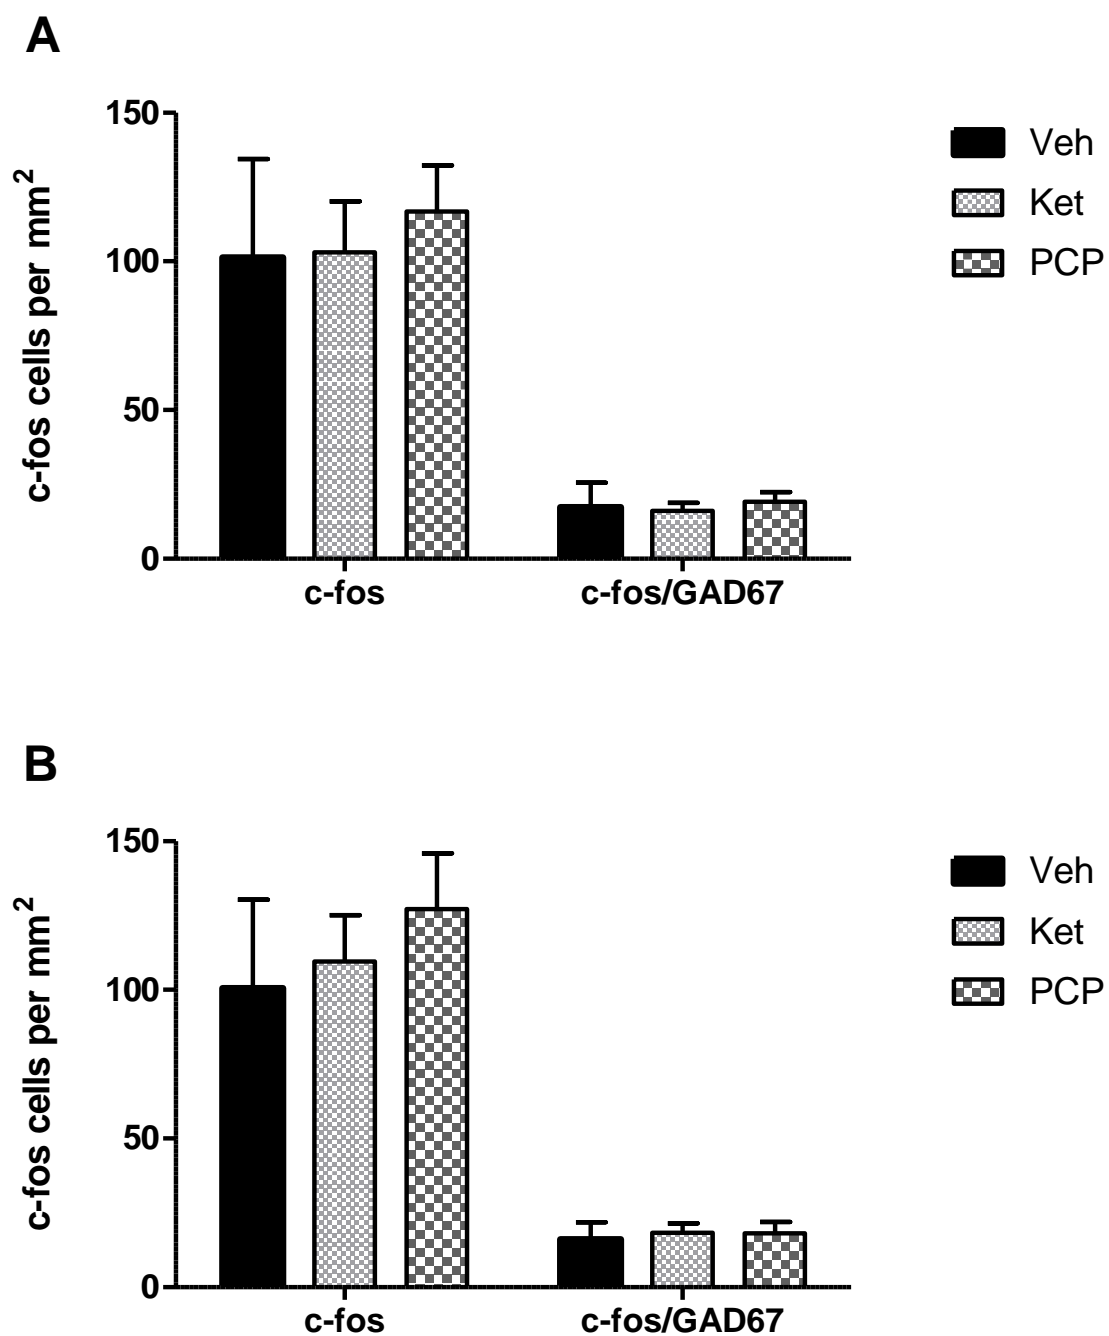 A
150
100
50
0
c-fos cells per mm²
c-fos
c-fos/GAD67
Veh
Ket
PCP
B
150
100
50
0
c-fos cells per mm²
c-fos
c-fos/GAD67
Veh
Ket
PCP